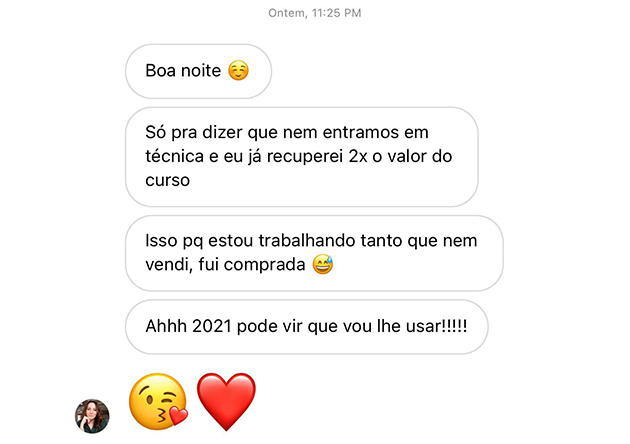 Ontem, 11:25 PM
Boa noite ☺️
Só pra dizer que nem entramos em
técnica e eu já recuperei 2x o valor do
curso
Isso pq estou trabalhando tanto que nem
vendi, fui comprada 😅
Ahhh 2021 pode vir que vou lhe usar!!!!!
😘❤️